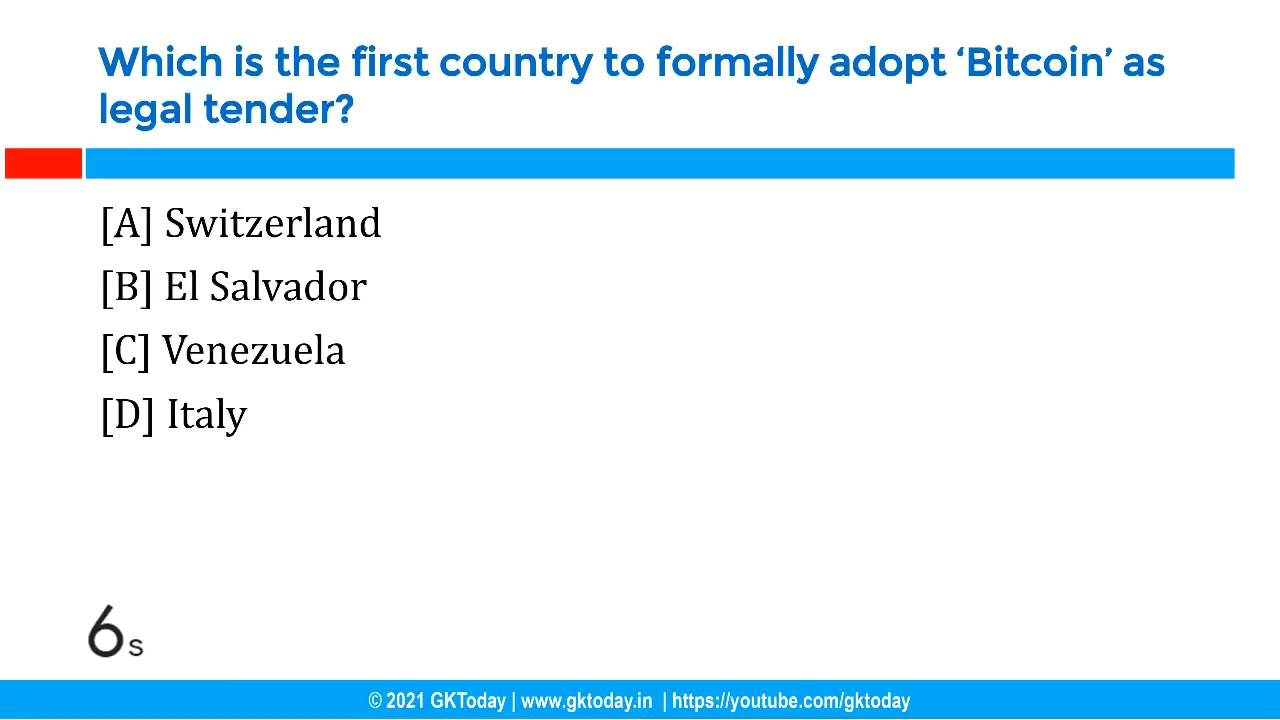 Which is the first country to formally adopt ‘Bitcoin’ as
legal tender?
[A] Switzerland
[B] El Salvador
[C] Venezuela
[D] Italy
6s
© 2021 GKToday | www.gktoday.in | https://youtube.com/gktoday